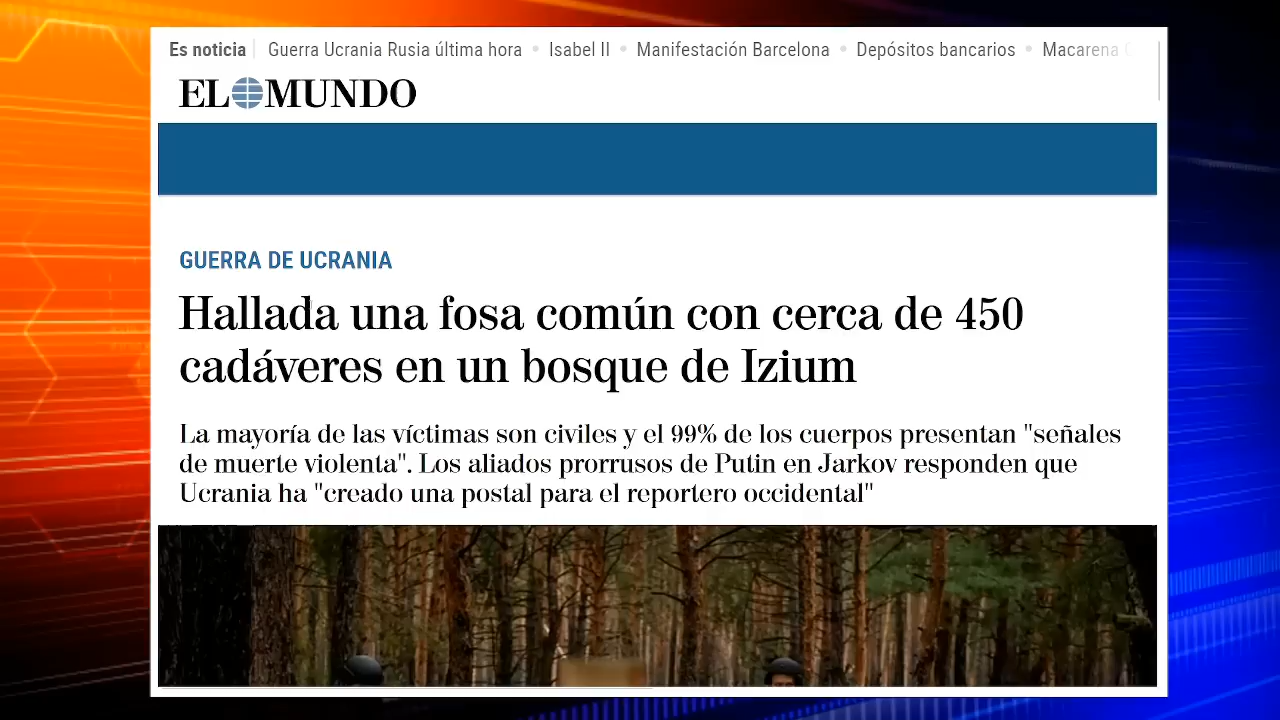 Es noticia Guerra Ucrania Rusia última hora • Isabel II • Manifestación Barcelona • Depósitos bancarios • Macarena
EL MUNDO
GUERRA DE UCRANIA
Hallada una fosa común con cerca de 450
cadáveres en un bosque de Izium
La mayoría de las víctimas son civiles y el 99% de los cuerpos presentan "señales
de muerte violenta". Los aliados prorrusos de Putin en Jarkov responden que
Ucrania ha "creado una postal para el reportero occidental"